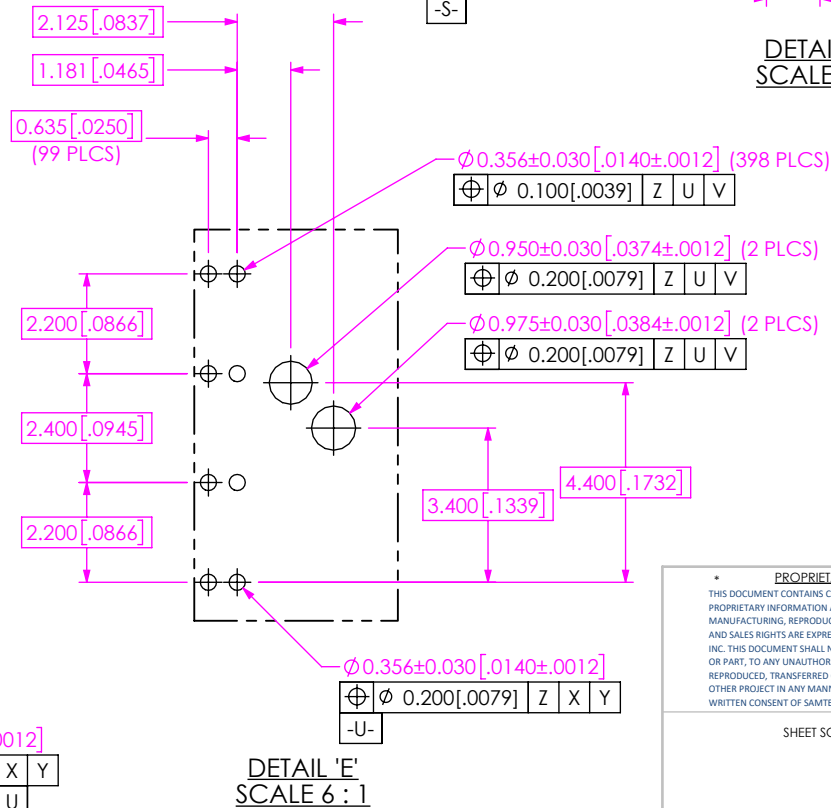 2.125[.0837]
-S-
1.181[.0465]
SCALE
0.635[.0250]
(99 PLCS)
Ø0.356±0.030[.0140±.0012] (398 PLCS)
⌖ Ø 0.100[.0039] Z U V
Ø0.950±0.030[.0374±.0012] (2 PLCS)
⌖ Ø 0.200[.0079] Z U V
Ø0.975±0.030[.0384±.0012] (2 PLCS)
⌖ Ø 0.200[.0079] Z U V
2.200[.0866]
2.400[.0945]
2.200[.0866]
3.400[.1339]
4.400[.1732]
Ø0.356±0.030[.0140±.0012]
⌖ Ø 0.200[.0079] Z X Y
-U-
DETAIL 'E'
SCALE 6 : 1
0012]
X Y
U
* PROPRIET
THIS DOCUMENT CONTAINS C
PROPRIETARY INFORMATION
MANUFACTURING, REPRODUC
AND SALES RIGHTS ARE EXPRE
INC. THIS DOCUMENT SHALL N
OR PART, TO ANY UNAUTHOR
REPRODUCED, TRANSFERRED
OTHER PROJECT IN ANY MANN
WRITTEN CONSENT OF SAMTE
SHEET SC